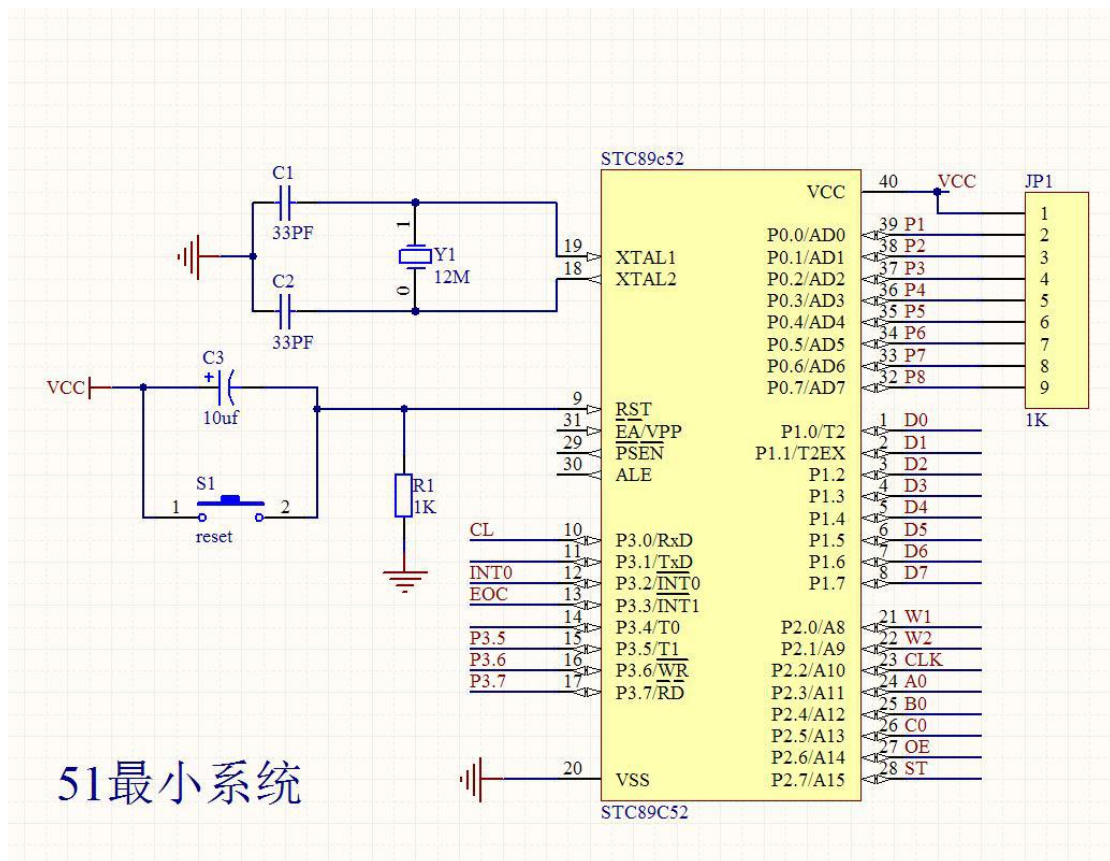 STC89c52
C1
33PF
C2
33PF
1
Y1
12M
0
19
XTAL1
18
XTAL2
VCC
C3
+
10uf
S1
1
2
reset
R1
1K
9
RST
31
EA/VPP
29
PSEN
30
ALE
CL
10
P3.0/RxD
11
P3.1/TxD
INT0
12
P3.2/INT0
EOC
13
P3.3/INT1
14
P3.4/T0
P3.5
15
P3.5/T1
P3.6
16
P3.6/WR
P3.7
17
P3.7/RD
20
VSS
VCC
40
VCC
JP1
1
P0.0/AD0
39
P1
2
P0.1/AD1
38
P2
3
P0.2/AD2
37
P3
4
P0.3/AD3
36
P4
5
P0.4/AD4
35
P5
6
P0.5/AD5
34
P6
7
P0.6/AD6
33
P7
8
P0.7/AD7
32
P8
9
1K
P1.0/T2
1
D0
P1.1/T2EX
2
D1
P1.2
3
D2
P1.3
4
D3
P1.4
5
D4
P1.5
6
D5
P1.6
7
D6
P1.7
8
D7
P2.0/A8
21
W1
P2.1/A9
22
W2
P2.2/A10
23
CLK
P2.3/A11
24
A0
P2.4/A12
25
B0
P2.5/A13
26
C0
P2.6/A14
27
OE
P2.7/A15
28
ST
STC89C52
51最小系统